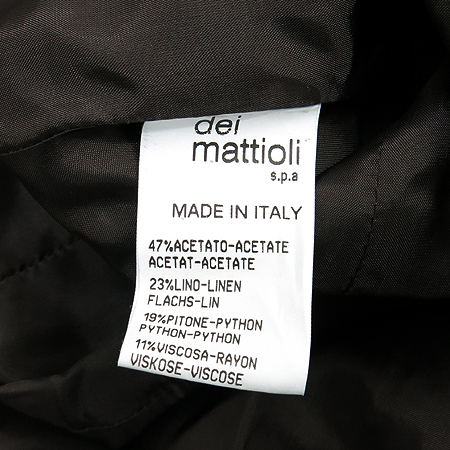 dei
mattioli
s.p.a
MADE IN ITALY
47%ACETATO-ACETATE
ACETAT-ACETATE
23%LINO-LINEN
FLACHS-LIN
19%PITONE-PYTHON
PYTHON-PYTHON
11%VISCOSA-RAYON
VISKOSE-VISCOSE